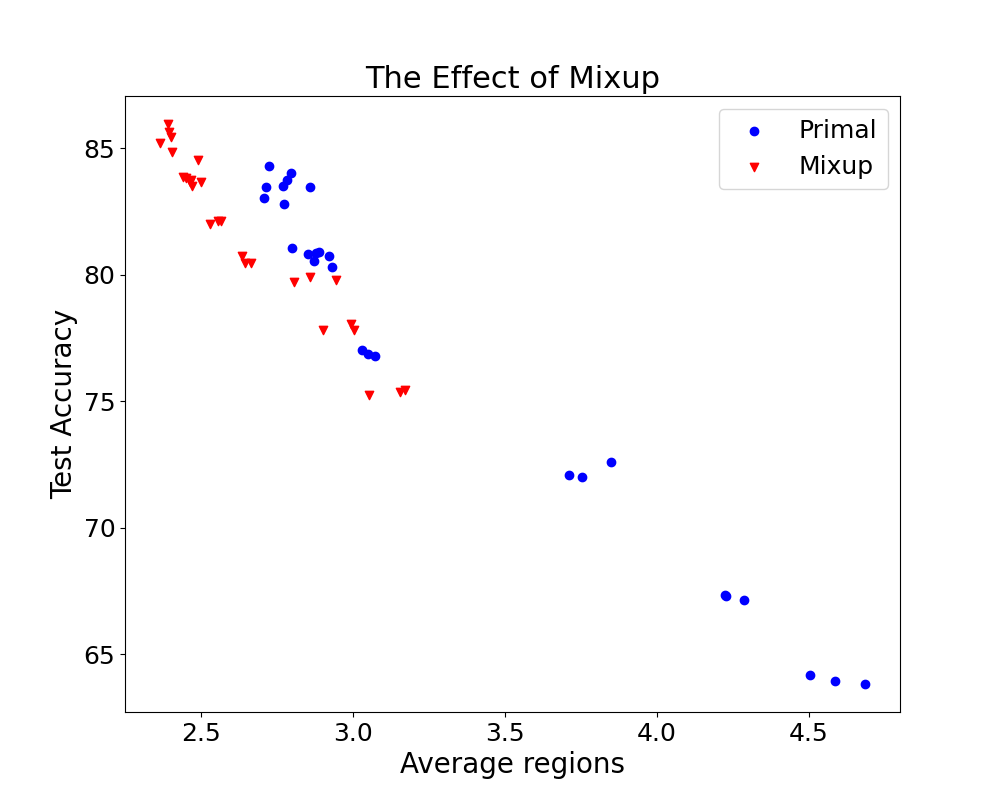 The Effect of Mixup
Primal
Mixup
85
80
75
70
65
Test Accuracy
2.5 3.0 3.5 4.0 4.5
Average regions